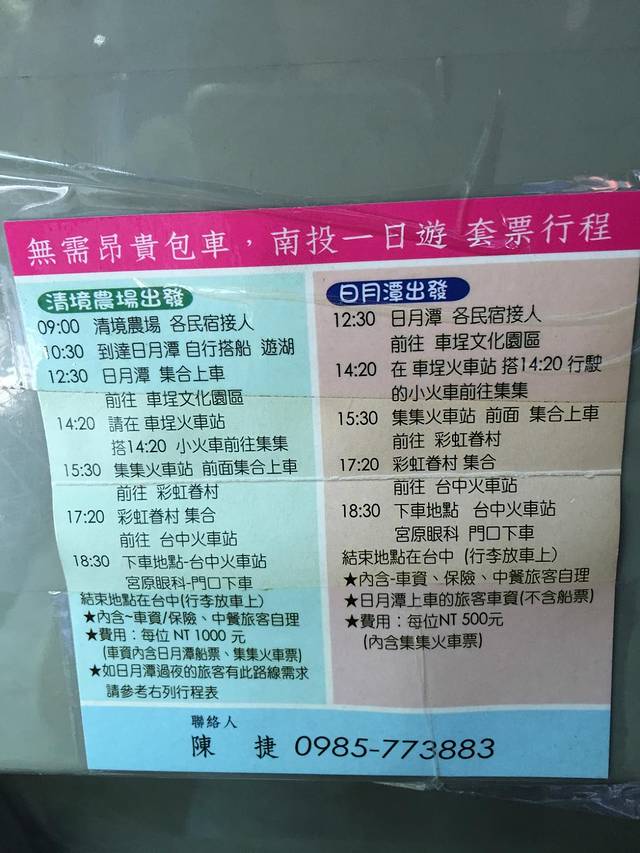 無需昂貴包車，南投一日遊 套票行程
清境農場出發
09:00 清境農場 各民宿接人
10:30 到達日月潭 自行搭船 遊湖
12:30 日月潭 集合上車
前往 車埕文化園區
14:20 請在 車埕火車站
搭14:20 小火車前往集集
15:30 集集火車站 前面集合上車
前往 彩虹眷村
17:20 彩虹眷村 集合
前往 台中火車站
18:30 下車地點-台中火車站
宮原眼科-門口下車
結束地點在台中(行李放車上)
★內含~車資/保險、中餐旅客自理
★費用：每位 NT 1000 元
(車資內含日月潭船票、集集火車票)
★如日月潭過夜的旅客有此路線需求
請參考右列行程表
日月潭出發
12:30 日月潭 各民宿接人
前往 車埕文化園區
14:20 在 車埕火車站 搭14:20 行駛
的小火車前往集集
15:30 集集火車站 前面 集合上車
前往 彩虹眷村
17:20 彩虹眷村 集合
前往 台中火車站
18:30 下車地點 台中火車站
宮原眼科 門口下車
結束地點在台中 (行李放車上)
★內含-車資、保險、中餐旅客自理
★日月潭上車的旅客車資(不含船票)
★費用：每位NT 500元
(內含集集火車票)
聯絡人
陳 捷 0985-773883